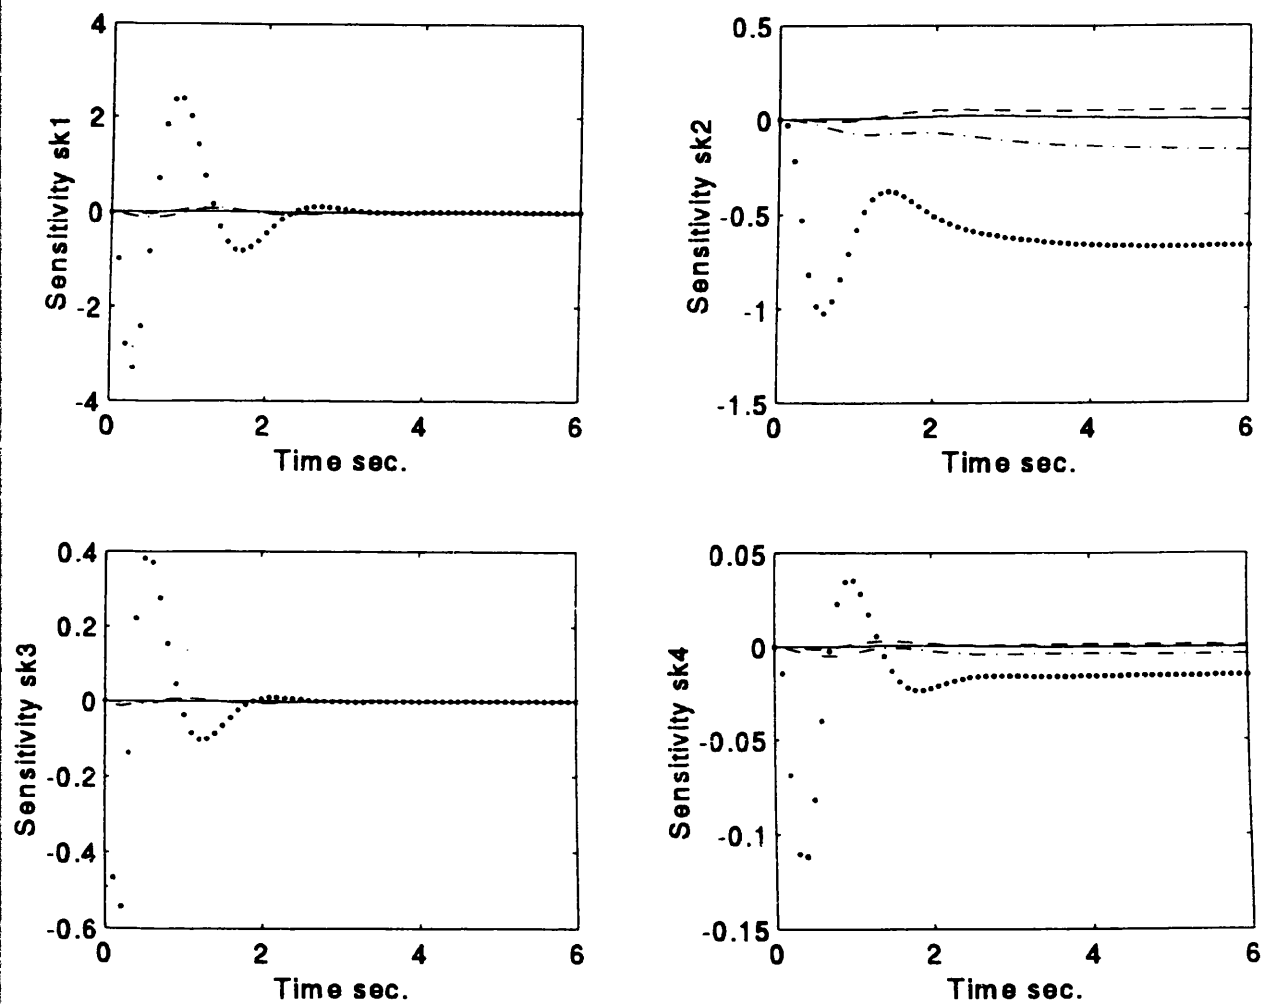 4
2
0
-2
-4
Sensitivity sk1
0 2 4 6
Time sec.
0.5
0
-0.5
-1
-1.5
Sensitivity sk2
0 2 4 6
Time sec.
0.4
0.2
0
-0.2
-0.4
-0.6
Sensitivity sk3
0 2 4 6
Time sec.
0.05
0
-0.05
-0.1
-0.15
Sensitivity sk4
0 2 4 6
Time sec.